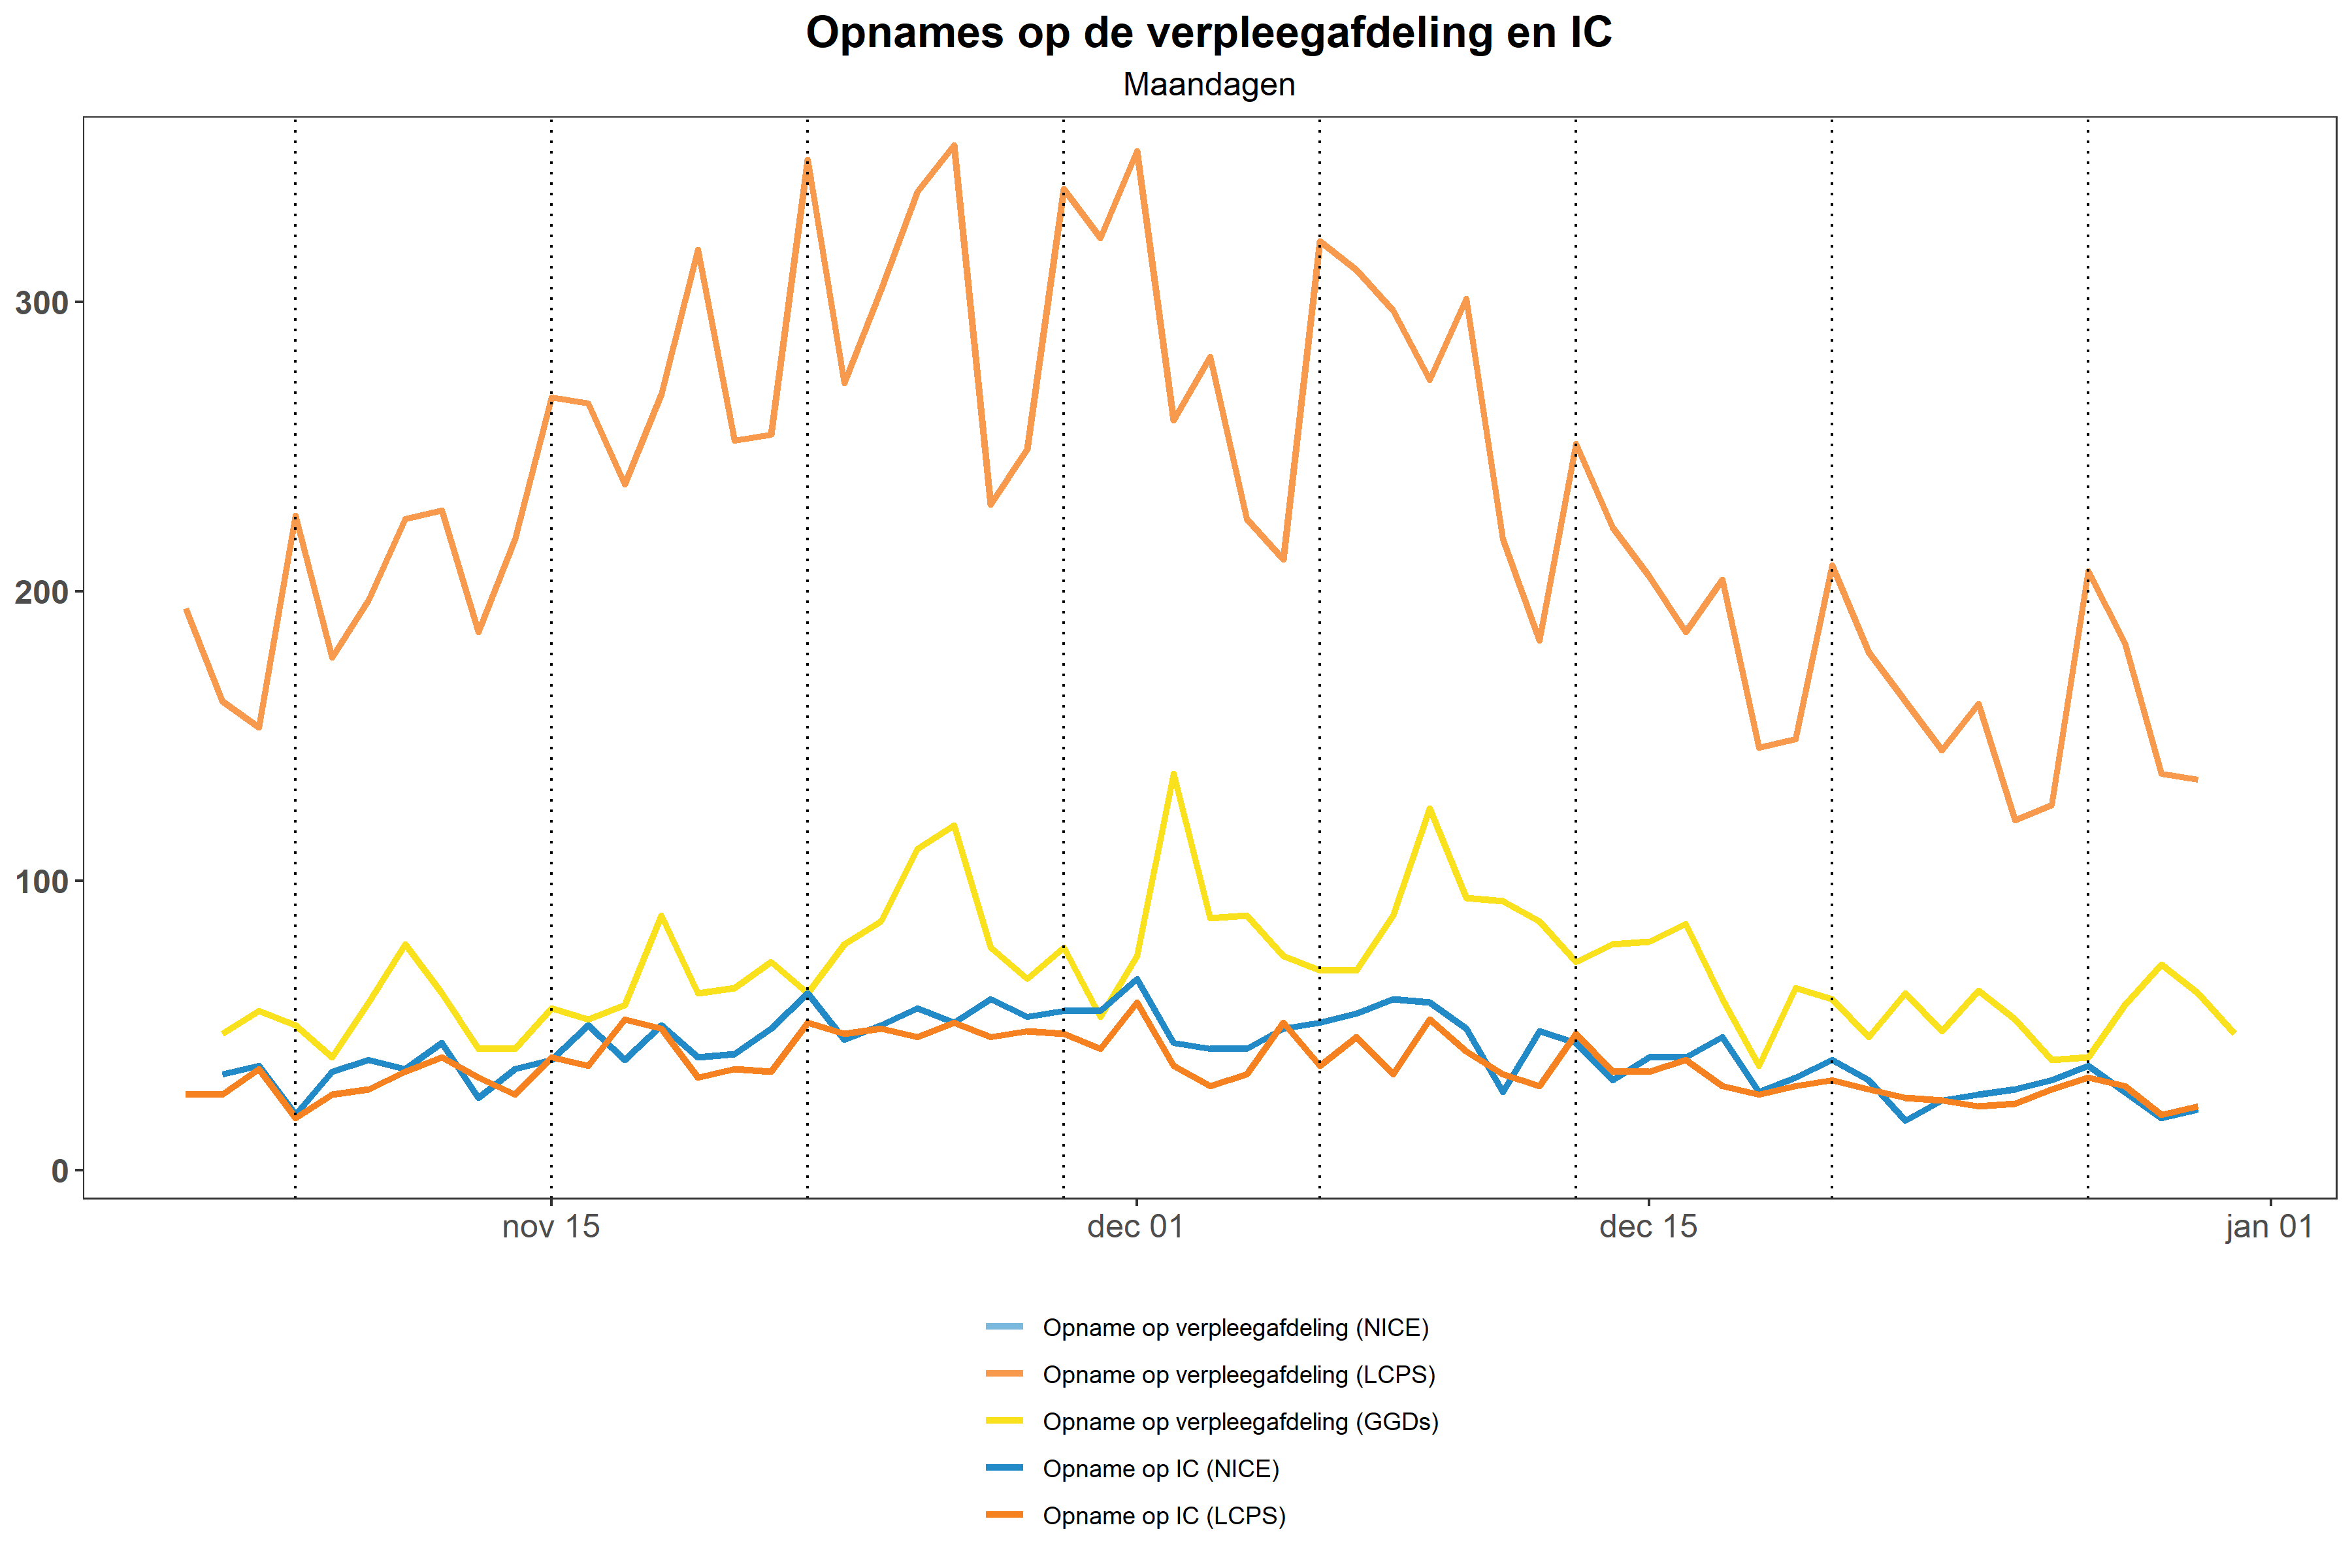 Opnames op de verpleegafdeling en IC
Maandagen
300
200
100
0
nov 15
dec 01
dec 15
jan 01
Opname op verpleegafdeling (NICE)
Opname op verpleegafdeling (LCPS)
Opname op verpleegafdeling (GGDs)
Opname op IC (NICE)
Opname op IC (LCPS)